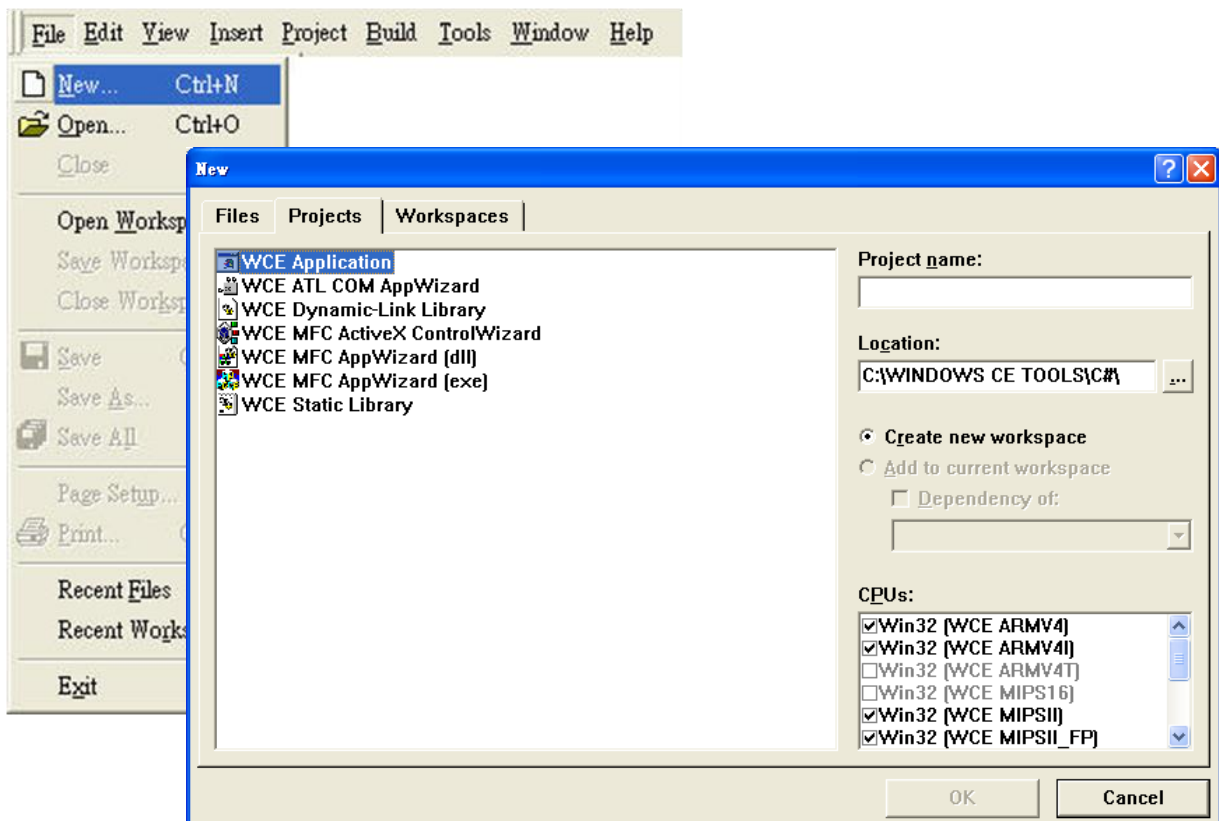 File Edit View Insert Project Build Tools Window Help
New... Ctrl+N
Open... Ctrl+O
Close
Open Worksp
Save Worksp
Close Worksp
Save
Save As...
Save All
Page Setup...
Print...
Recent Files
Recent Works
Exit
New
Files Projects Workspaces
WCE Application
WCE ATL COM AppWizard
WCE Dynamic-Link Library
WCE MFC ActiveX ControlWizard
WCE MFC AppWizard (dll)
WCE MFC AppWizard (exe)
WCE Static Library
Project name:
Location:
C:\WINDOWS CE TOOLS\C#\
...
Create new workspace
Add to current workspace
Dependency of:
CPUs:
Win32 (WCE ARMV4)
Win32 (WCE ARMV4I)
Win32 (WCE ARMV4T)
Win32 (WCE MIPS16)
Win32 (WCE MIPSII)
Win32 (WCE MIPSII_FP)
OK Cancel